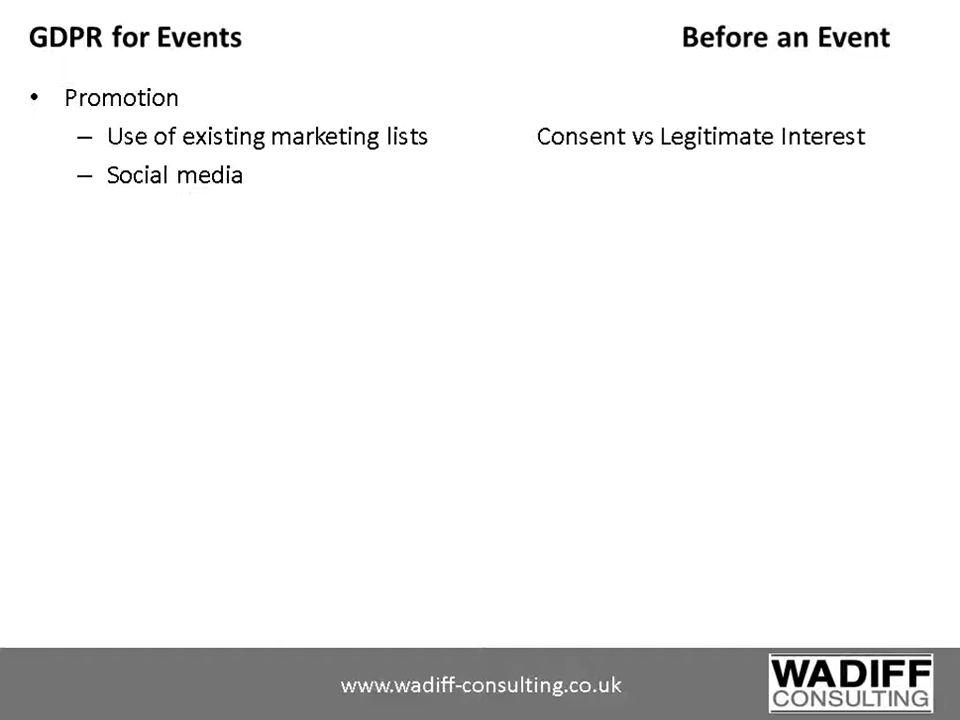 GDPR for Events Before an Event
• Promotion
– Use of existing marketing lists Consent vs Legitimate Interest
– Social media
www.wadiff-consulting.co.uk
WADIFF
CONSULTING